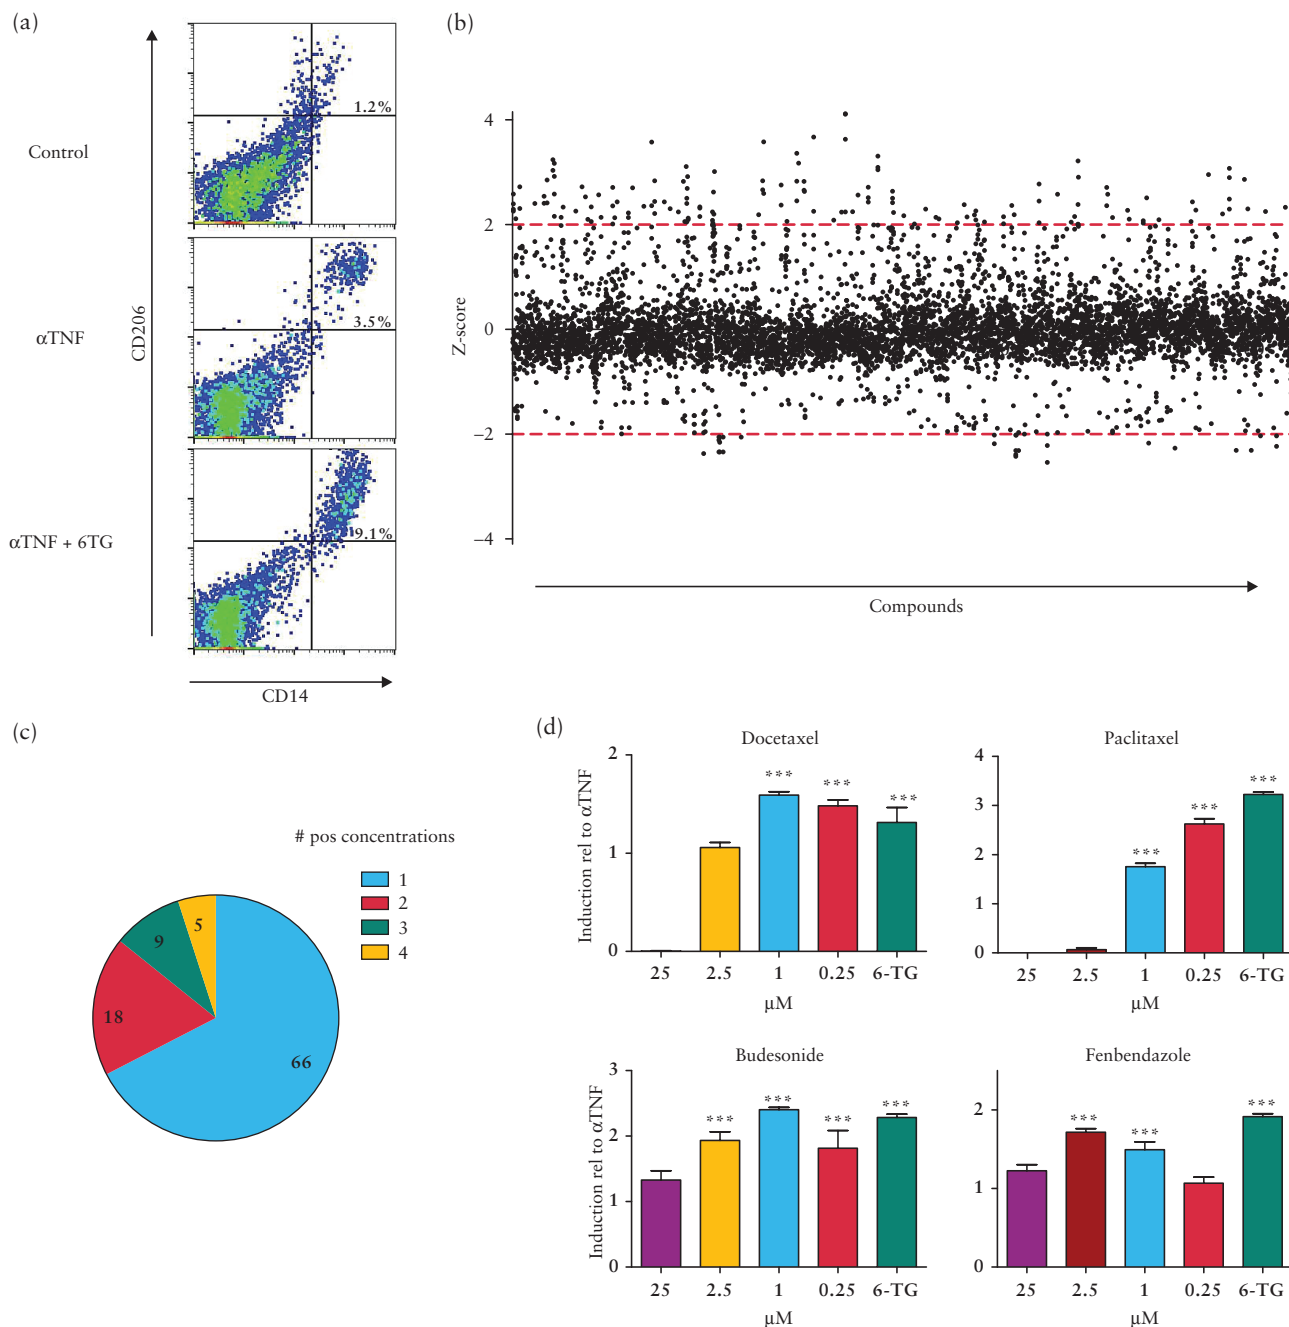 (a)
CD206
Control
1.2%
αTNF
3.5%
αTNF + 6TG
9.1%
CD14
(b)
Z-score
4
2
0
−2
−4
Compounds
(c)
# pos concentrations
1
2
3
4
5
9
18
66
(d)
Docetaxel
Induction rel to αTNF
2
1
0
*** *** ***
25 2.5 1 0.25 6-TG
µM
Paclitaxel
4
3
2
1
0
*** *** ***
25 2.5 1 0.25 6-TG
µM
Budesonide
Induction rel to αTNF
3
2
1
0
*** *** *** ***
25 2.5 1 0.25 6-TG
µM
Fenbendazole
2
1
0
*** *** ***
25 2.5 1 0.25 6-TG
µM